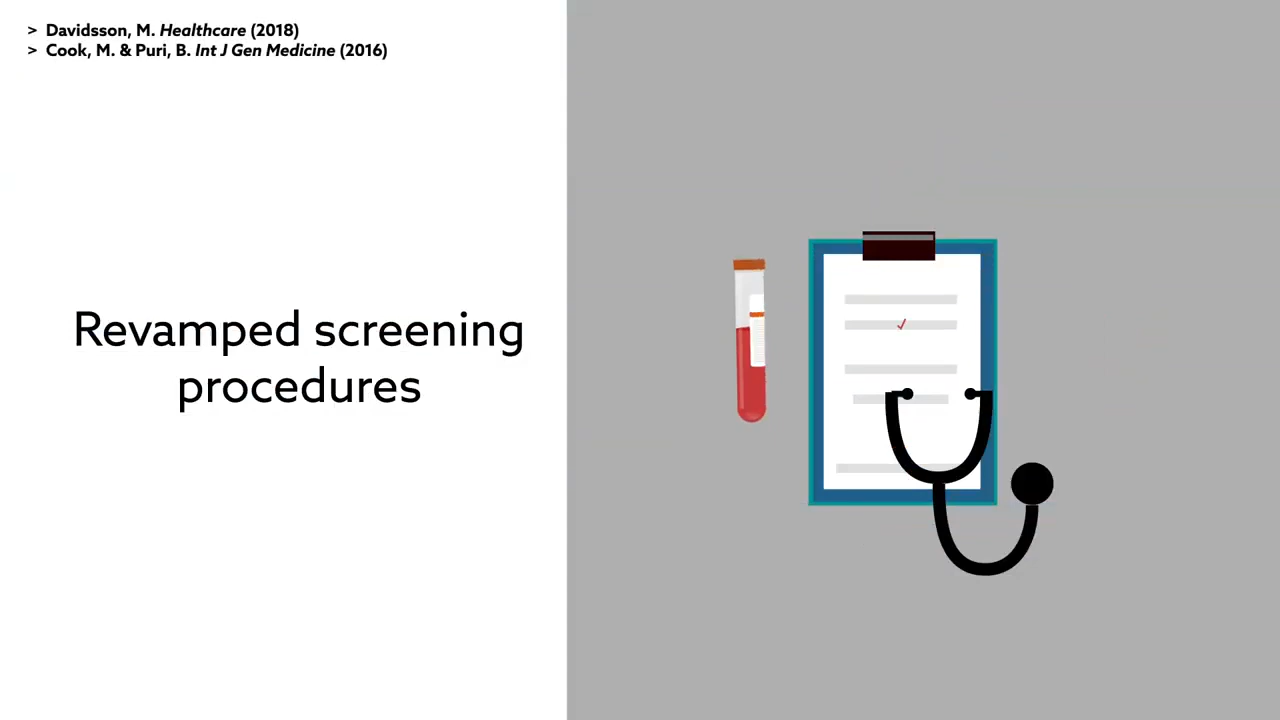 > Davidsson, M. Healthcare (2018)
> Cook, M. & Puri, B. Int J Gen Medicine (2016)
Revamped screening
procedures